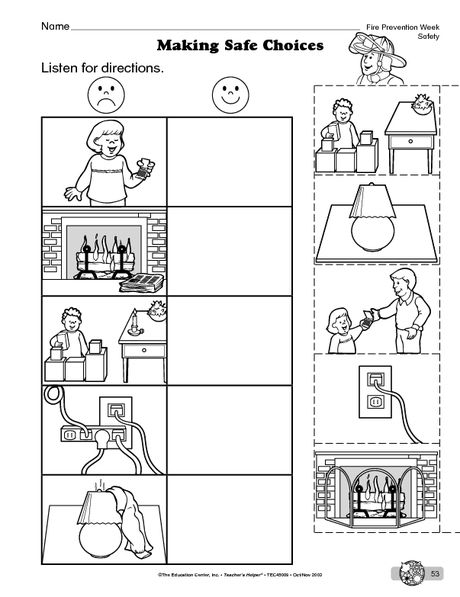 Name
Fire Prevention Week
Safety
Making Safe Choices
Listen for directions.
©The Education Center, Inc. • Teacher's Helper® • TEC43009 • Oct/Nov 2002
53